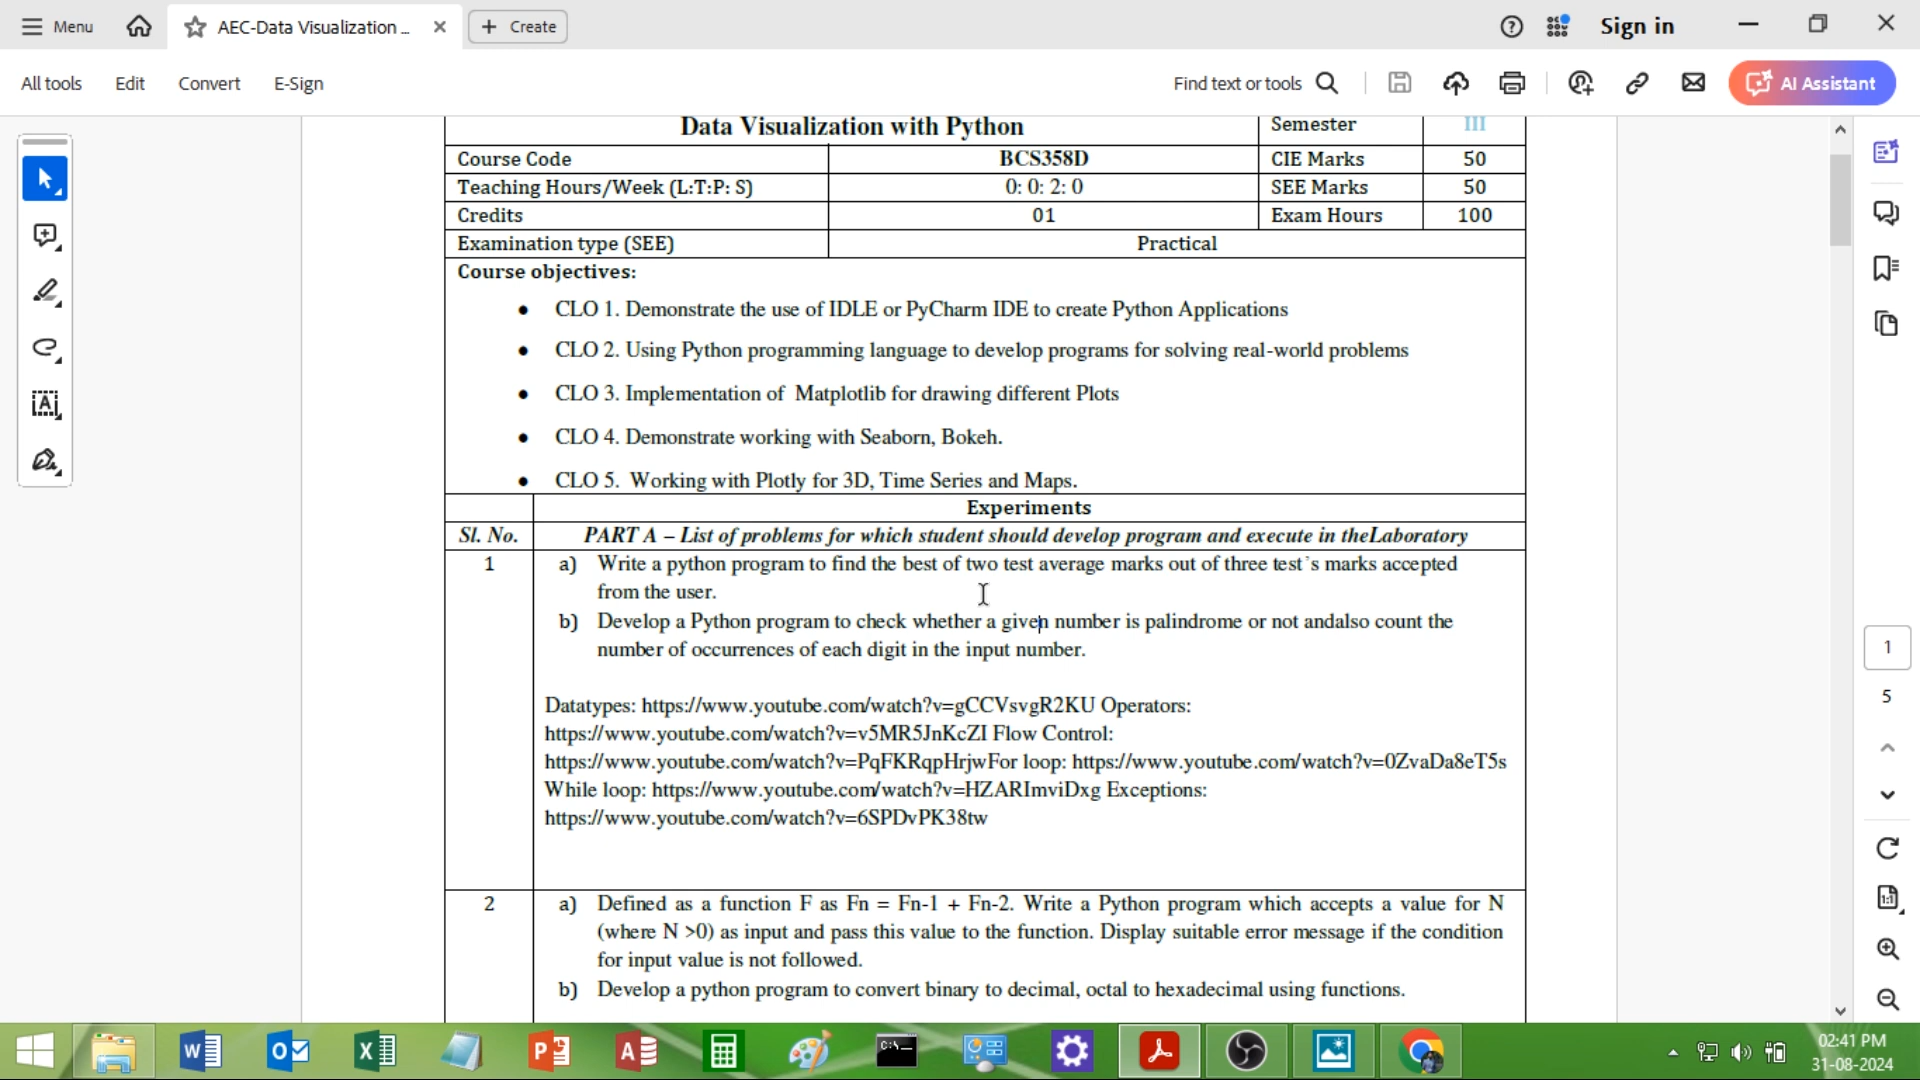 Menu
AEC-Data Visualization ...
Create
Sign in
All tools
Edit
Convert
E-Sign
Find text or tools
AI Assistant
Data Visualization with Python
Semester
III
Course Code
BCS358D
CIE Marks
50
Teaching Hours/Week (L:T:P: S)
0: 0: 2: 0
SEE Marks
50
Credits
01
Exam Hours
100
Examination type (SEE)
Practical
Course objectives:
• CLO 1. Demonstrate the use of IDLE or PyCharm IDE to create Python Applications
• CLO 2. Using Python programming language to develop programs for solving real-world problems
• CLO 3. Implementation of Matplotlib for drawing different Plots
• CLO 4. Demonstrate working with Seaborn, Bokeh.
• CLO 5. Working with Plotly for 3D, Time Series and Maps.
Experiments
Sl. No.
PART A – List of problems for which student should develop program and execute in theLaboratory
1
a) Write a python program to find the best of two test average marks out of three test`s marks accepted
from the user.
b) Develop a Python program to check whether a given number is palindrome or not andalso count the
number of occurrences of each digit in the input number.
Datatypes: https://www.youtube.com/watch?v=gCCVsvgR2KU Operators:
https://www.youtube.com/watch?v=v5MR5JnKcZI Flow Control:
https://www.youtube.com/watch?v=PqFKRqpHrjwFor loop: https://www.youtube.com/watch?v=0ZvaDa8eT5s
While loop: https://www.youtube.com/watch?v=HZARImviDxg Exceptions:
https://www.youtube.com/watch?v=6SPDvPK38tw
2
a) Defined as a function F as Fn = Fn-1 + Fn-2. Write a Python program which accepts a value for N
(where N >0) as input and pass this value to the function. Display suitable error message if the condition
for input value is not followed.
b) Develop a python program to convert binary to decimal, octal to hexadecimal using functions.
1
5
1:1
C:\
02:41 PM
31-08-2024